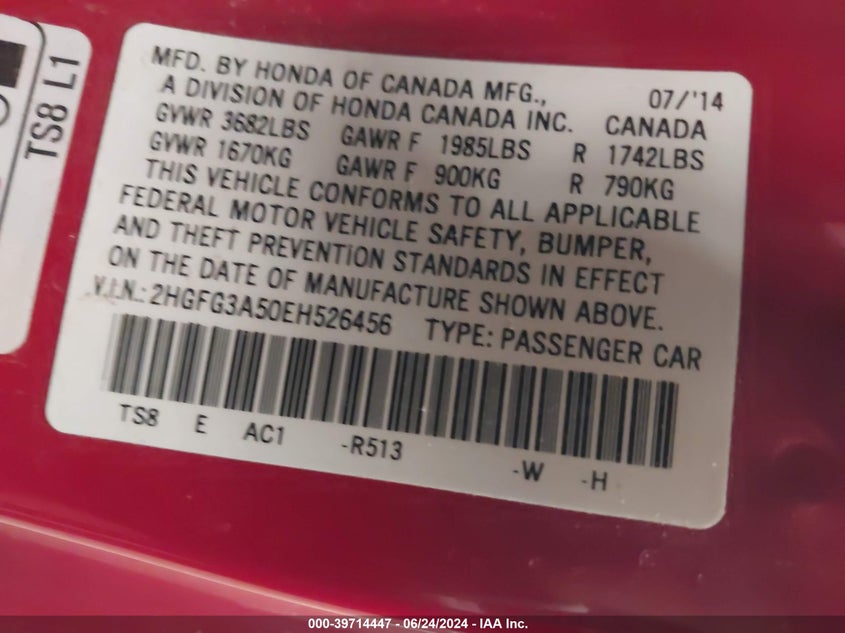 TS8 L1
MFD. BY HONDA OF CANADA MFG., 07/'14
A DIVISION OF HONDA CANADA INC. CANADA
GVWR 3682LBS GAWR F 1985LBS R 1742LBS
GVWR 1670KG GAWR F 900KG R 790KG
THIS VEHICLE CONFORMS TO ALL APPLICABLE
FEDERAL MOTOR VEHICLE SAFETY, BUMPER,
AND THEFT PREVENTION STANDARDS IN EFFECT
ON THE DATE OF MANUFACTURE SHOWN ABOVE.
V.I.N.: 2HGFG3A50EH526456 TYPE: PASSENGER CAR
TS8 E AC1 -R513 -W -H
000-39714447 - 06/24/2024 - IAA Inc.